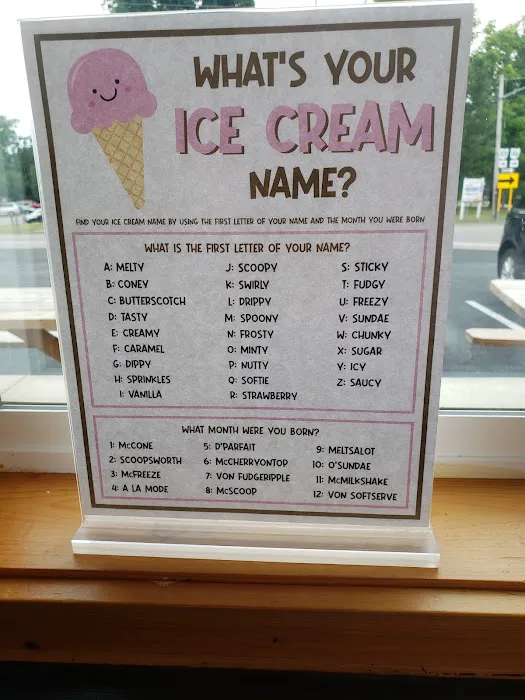 WHAT'S YOUR
ICE CREAM
NAME?
FIND YOUR ICE CREAM NAME BY USING THE FIRST LETTER OF YOUR NAME AND THE MONTH YOU WERE BORN
WHAT IS THE FIRST LETTER OF YOUR NAME?
A: MELTY
B: CONEY
C: BUTTERSCOTCH
D: TASTY
E: CREAMY
F: CARAMEL
G: DIPPY
H: SPRINKLES
I: VANILLA
J: SCOOPY
K: SWIRLY
L: DRIPPY
M: SPOONY
N: FROSTY
O: MINTY
P: NUTTY
Q: SOFTIE
R: STRAWBERRY
S: STICKY
T: FUDGY
U: FREEZY
V: SUNDAE
W: CHUNKY
X: SUGAR
Y: ICY
Z: SAUCY
WHAT MONTH WERE YOU BORN?
1: McCONE
2: SCOOPSWORTH
3: McFREEZE
4: A LA MODE
5: D'PARFAIT
6: McCHERRYONTOP
7: VON FUDGERIPPLE
8: McSCOOP
9: MELTSALOT
10: O'SUNDAE
11: McMILKSHAKE
12: VON SOFTSERVE